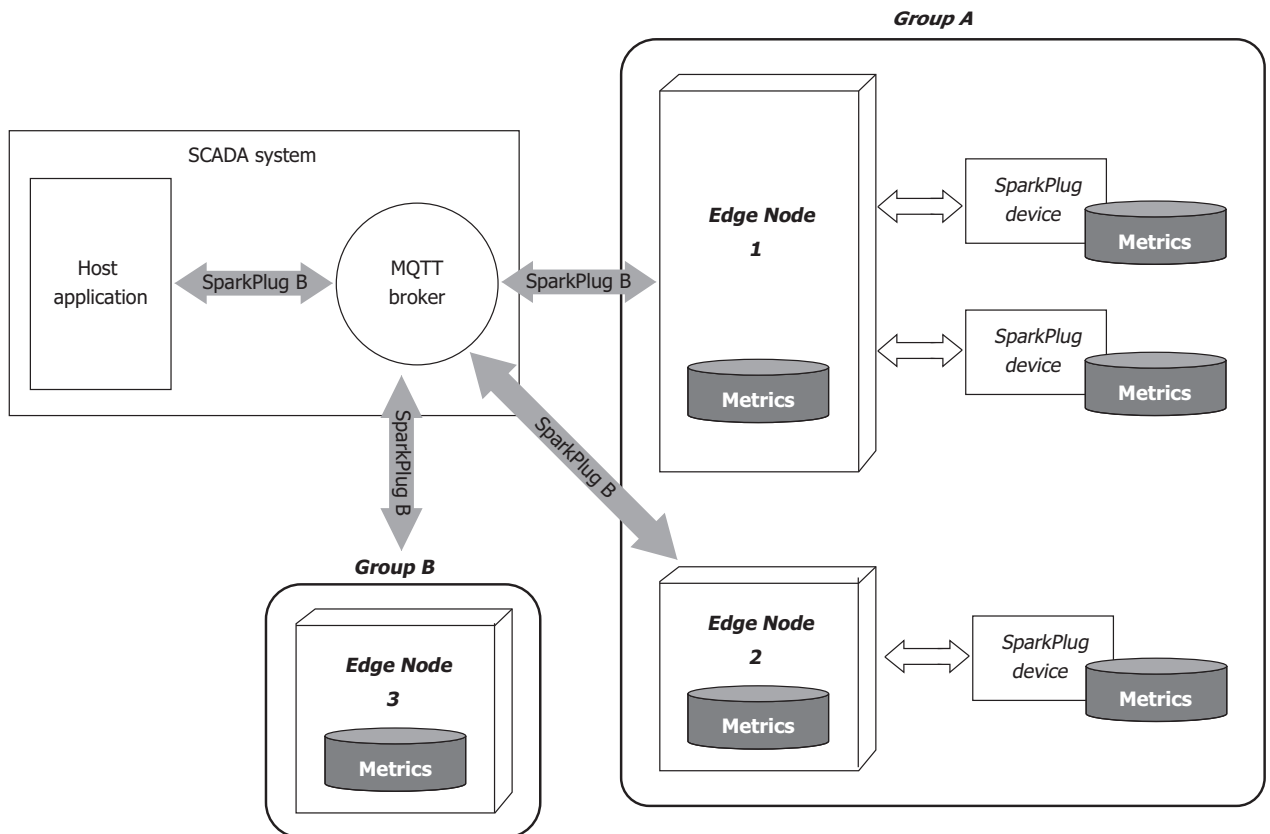 Group A
SCADA system
Host
application
SparkPlug B
MQTT
broker
SparkPlug B
SparkPlug B
SparkPlug B
Edge Node
1
Metrics
SparkPlug
device
Metrics
SparkPlug
device
Metrics
Group B
Edge Node
3
Metrics
Edge Node
2
Metrics
SparkPlug
device
Metrics